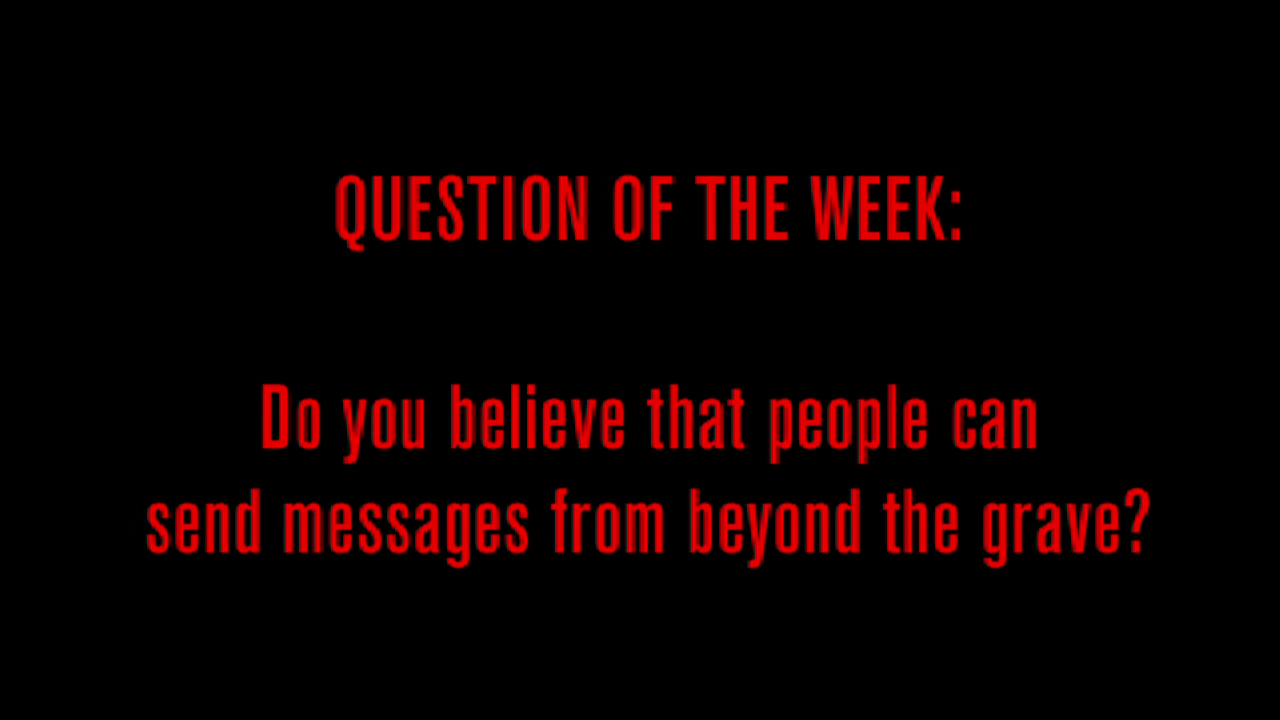 QUESTION OF THE WEEK:
Do you believe that people can
send messages from beyond the grave?